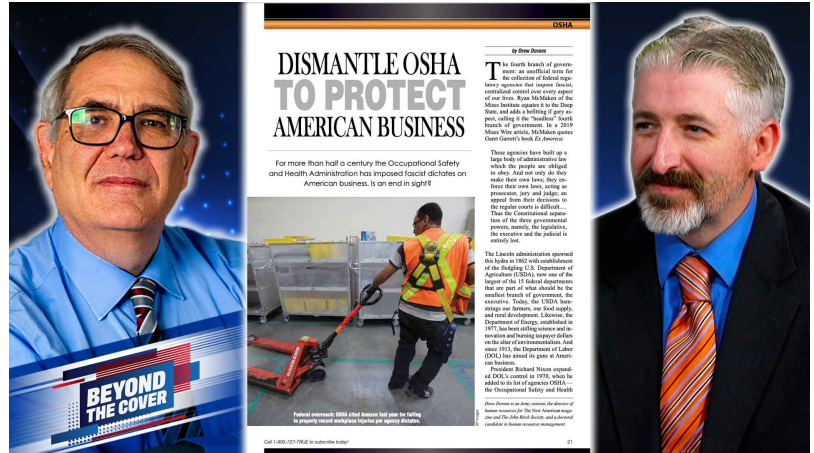 OSHA
DISMANTLE OSHA
TO PROTECT
AMERICAN BUSINESS
For more than half a century the Occupational Safety
and Health Administration has imposed fascist dictates on
American business. Is an end in sight?
Federal overreach: OSHA cited Amazon last year for failing
to properly record workplace injuries per agency dictates.
by Drew Dorans
The fourth branch of govern-
ment: an unofficial term for
the collection of federal regu-
latory agencies that impose fascist,
centralized control over every aspect
of our lives. Ryan McMaken of the
Mises Institute equates it to the Deep
State, and adds a befitting if gory as-
pect, calling it the "headless" fourth
branch of government. In a 2019
Mises Wire article, McMaken quotes
Garet Garrett's book Ex America:
These agencies have built up a
large body of administrative law
which the people are obliged
to obey. And not only do they
make their own laws; they en-
force their own laws, acting as
prosecutor, jury and judge; an
appeal from their decisions to
the regular courts is difficult....
Thus the Constitutional separa-
tion of the three governmental
powers, namely, the legislative,
the executive and the judicial is
entirely lost.
The Lincoln administration spawned
this hydra in 1862 with establishment
of the fledgling U.S. Department of
Agriculture (USDA), now one of the
largest of the 15 federal departments
that are part of what should be the
smallest branch of government, the
executive. Today, the USDA ham-
strings our farmers, our food supply,
and rural development. Likewise, the
Department of Energy, established in
1977, has been stifling science and in-
novation and burning taxpayer dollars
on the altar of environmentalism. And
since 1913, the Department of Labor
(DOL) has aimed its guns at Ameri-
can business.
President Richard Nixon expand-
ed DOL's control in 1970, when he
added to its list of agencies OSHA —
the Occupational Safety and Health
Drew Dorans is an Army veteran, the director of
human resources for The New American maga-
zine and The John Birch Society, and a doctoral
candidate in human resources management.
Call 1-800-727-TRUE to subscribe today!
21
BEYOND
THE COVER